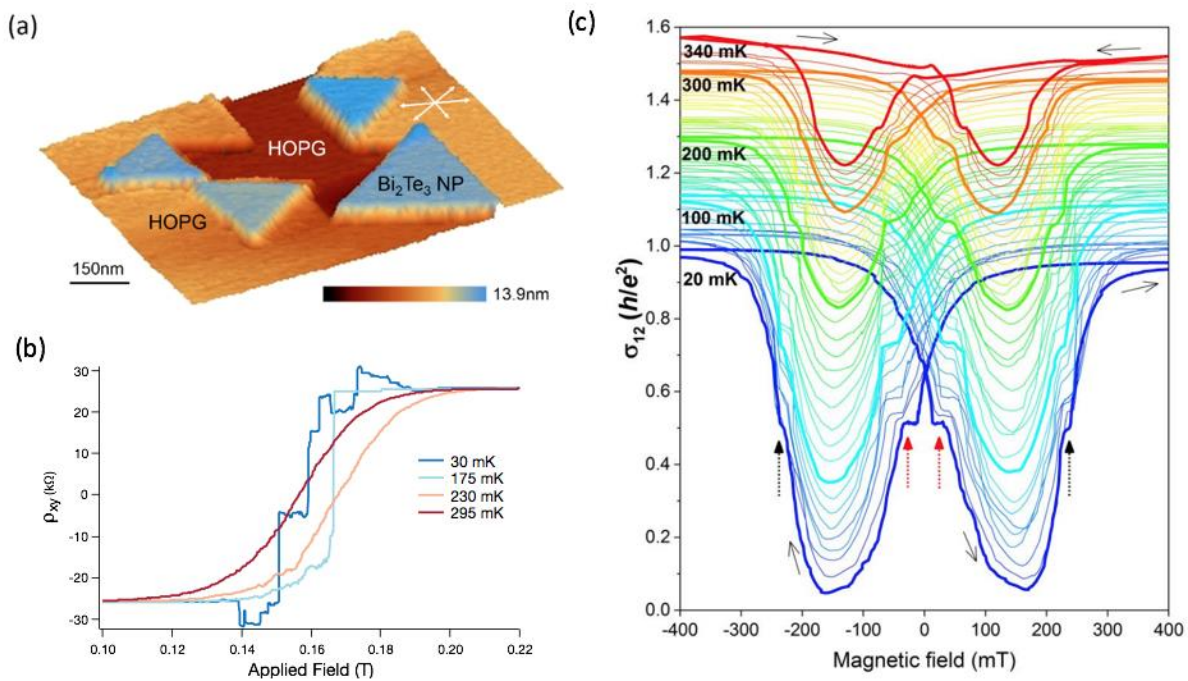 (a)
HOPG
Bi₂Te₃ NP
HOPG
150nm
13.9nm
(b)
30
20
10
0
-10
-20
-30
ρxy (kΩ)
30 mK
175 mK
230 mK
295 mK
0.10 0.12 0.14 0.16 0.18 0.20 0.22
Applied Field (T)
(c)
1.6
1.4
1.2
1.0
0.8
0.6
0.4
0.2
0.0
σ₁₂ (h/e²)
340 mK
300 mK
200 mK
100 mK
20 mK
-400 -300 -200 -100 0 100 200 300 400
Magnetic field (mT)